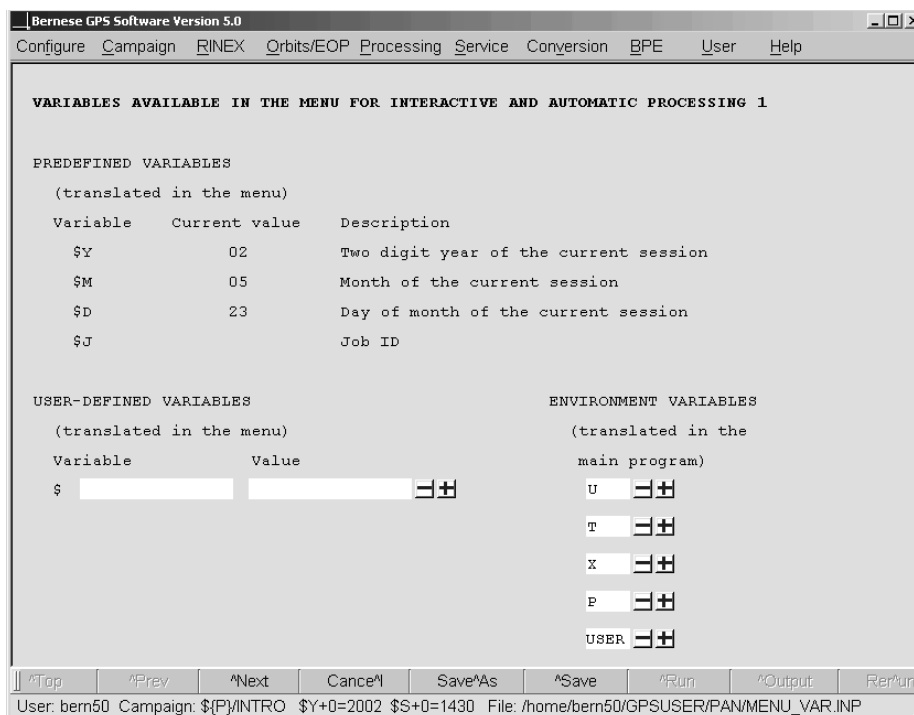 Bernese GPS Software Version 5.0
Configure Campaign RINEX Orbits/EOP Processing Service Conversion BPE User Help
VARIABLES AVAILABLE IN THE MENU FOR INTERACTIVE AND AUTOMATIC PROCESSING 1
PREDEFINED VARIABLES
(translated in the menu)
Variable Current value Description
$Y 02 Two digit year of the current session
$M 05 Month of the current session
$D 23 Day of month of the current session
$J Job ID
USER-DEFINED VARIABLES ENVIRONMENT VARIABLES
(translated in the menu) (translated in the
Variable Value main program)
$ U
T
X
P
USER
^Top ^Prev ^Next Cance^l Save^As ^Save ^Run ^Output Rer^un
User: bern50 Campaign: ${P}/INTRO $Y+0=2002 $S+0=1430 File: /home/bern50/GPSUSER/PAN/MENU_VAR.INP